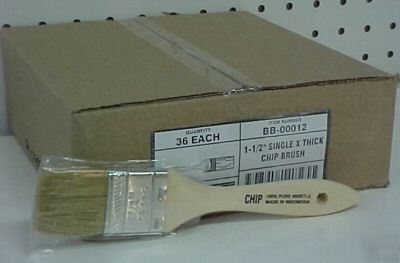 QUANTITY
36 EACH
ITEM NUMBER
BB-00012
1-1/2" SINGLE X THICK
CHIP BRUSH
CHIP
100% PURE BRISTLE
MADE IN INDONESIA